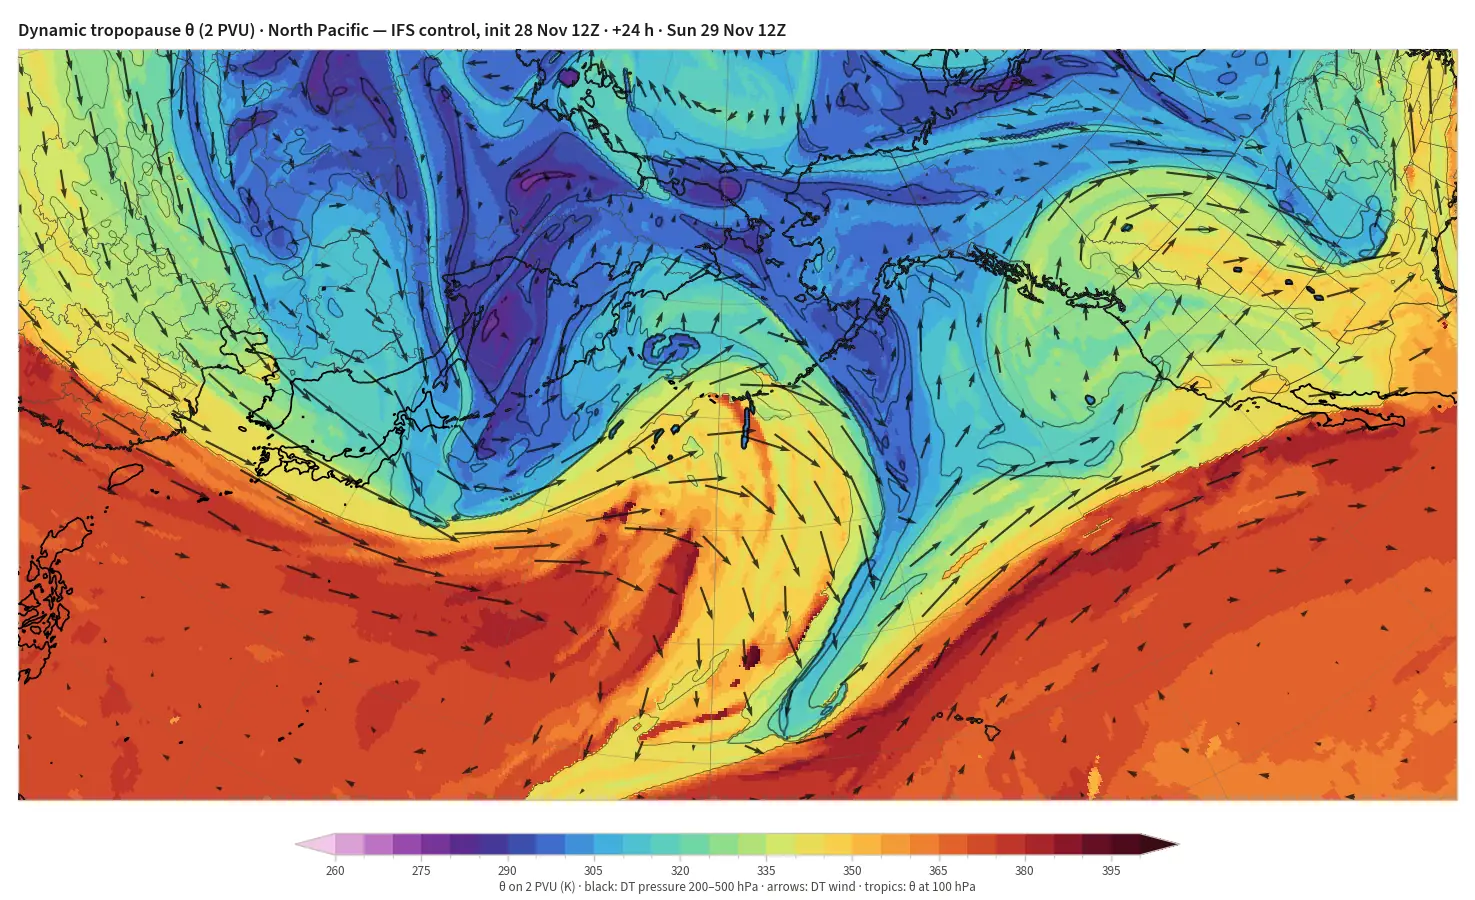 Dynamic tropopause θ (2 PVU) · North Pacific — IFS control, init 28 Nov 12Z · +24 h · Sun 29 Nov 12Z
260 275 290 305 320 335 350 365 380 395
θ on 2 PVU (K) · black: DT pressure 200–500 hPa · arrows: DT wind · tropics: θ at 100 hPa